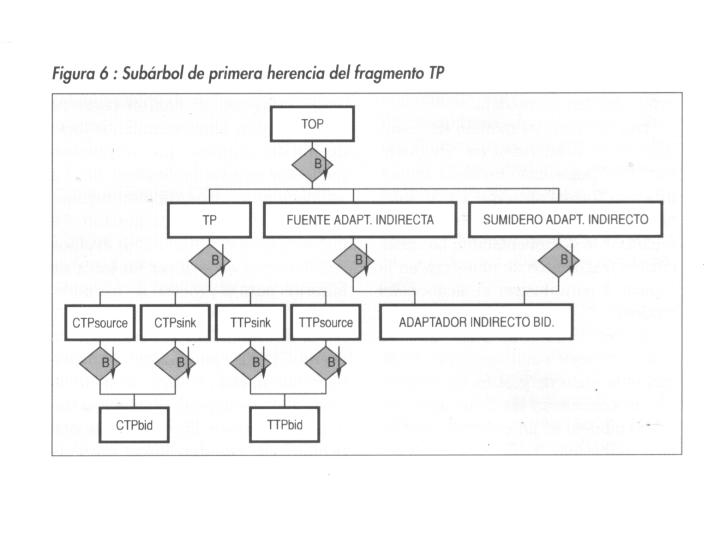 Figura 6 : Subárbol de primera herencia del fragmento TP
TOP
B
TP
FUENTE ADAPT. INDIRECTA
SUMIDERO ADAPT. INDIRECTO
B
B
B
CTPsource
CTPsink
TTPsink
TTPsource
ADAPTADOR INDIRECTO BID.
B
B
B
B
CTPbid
TTPbid